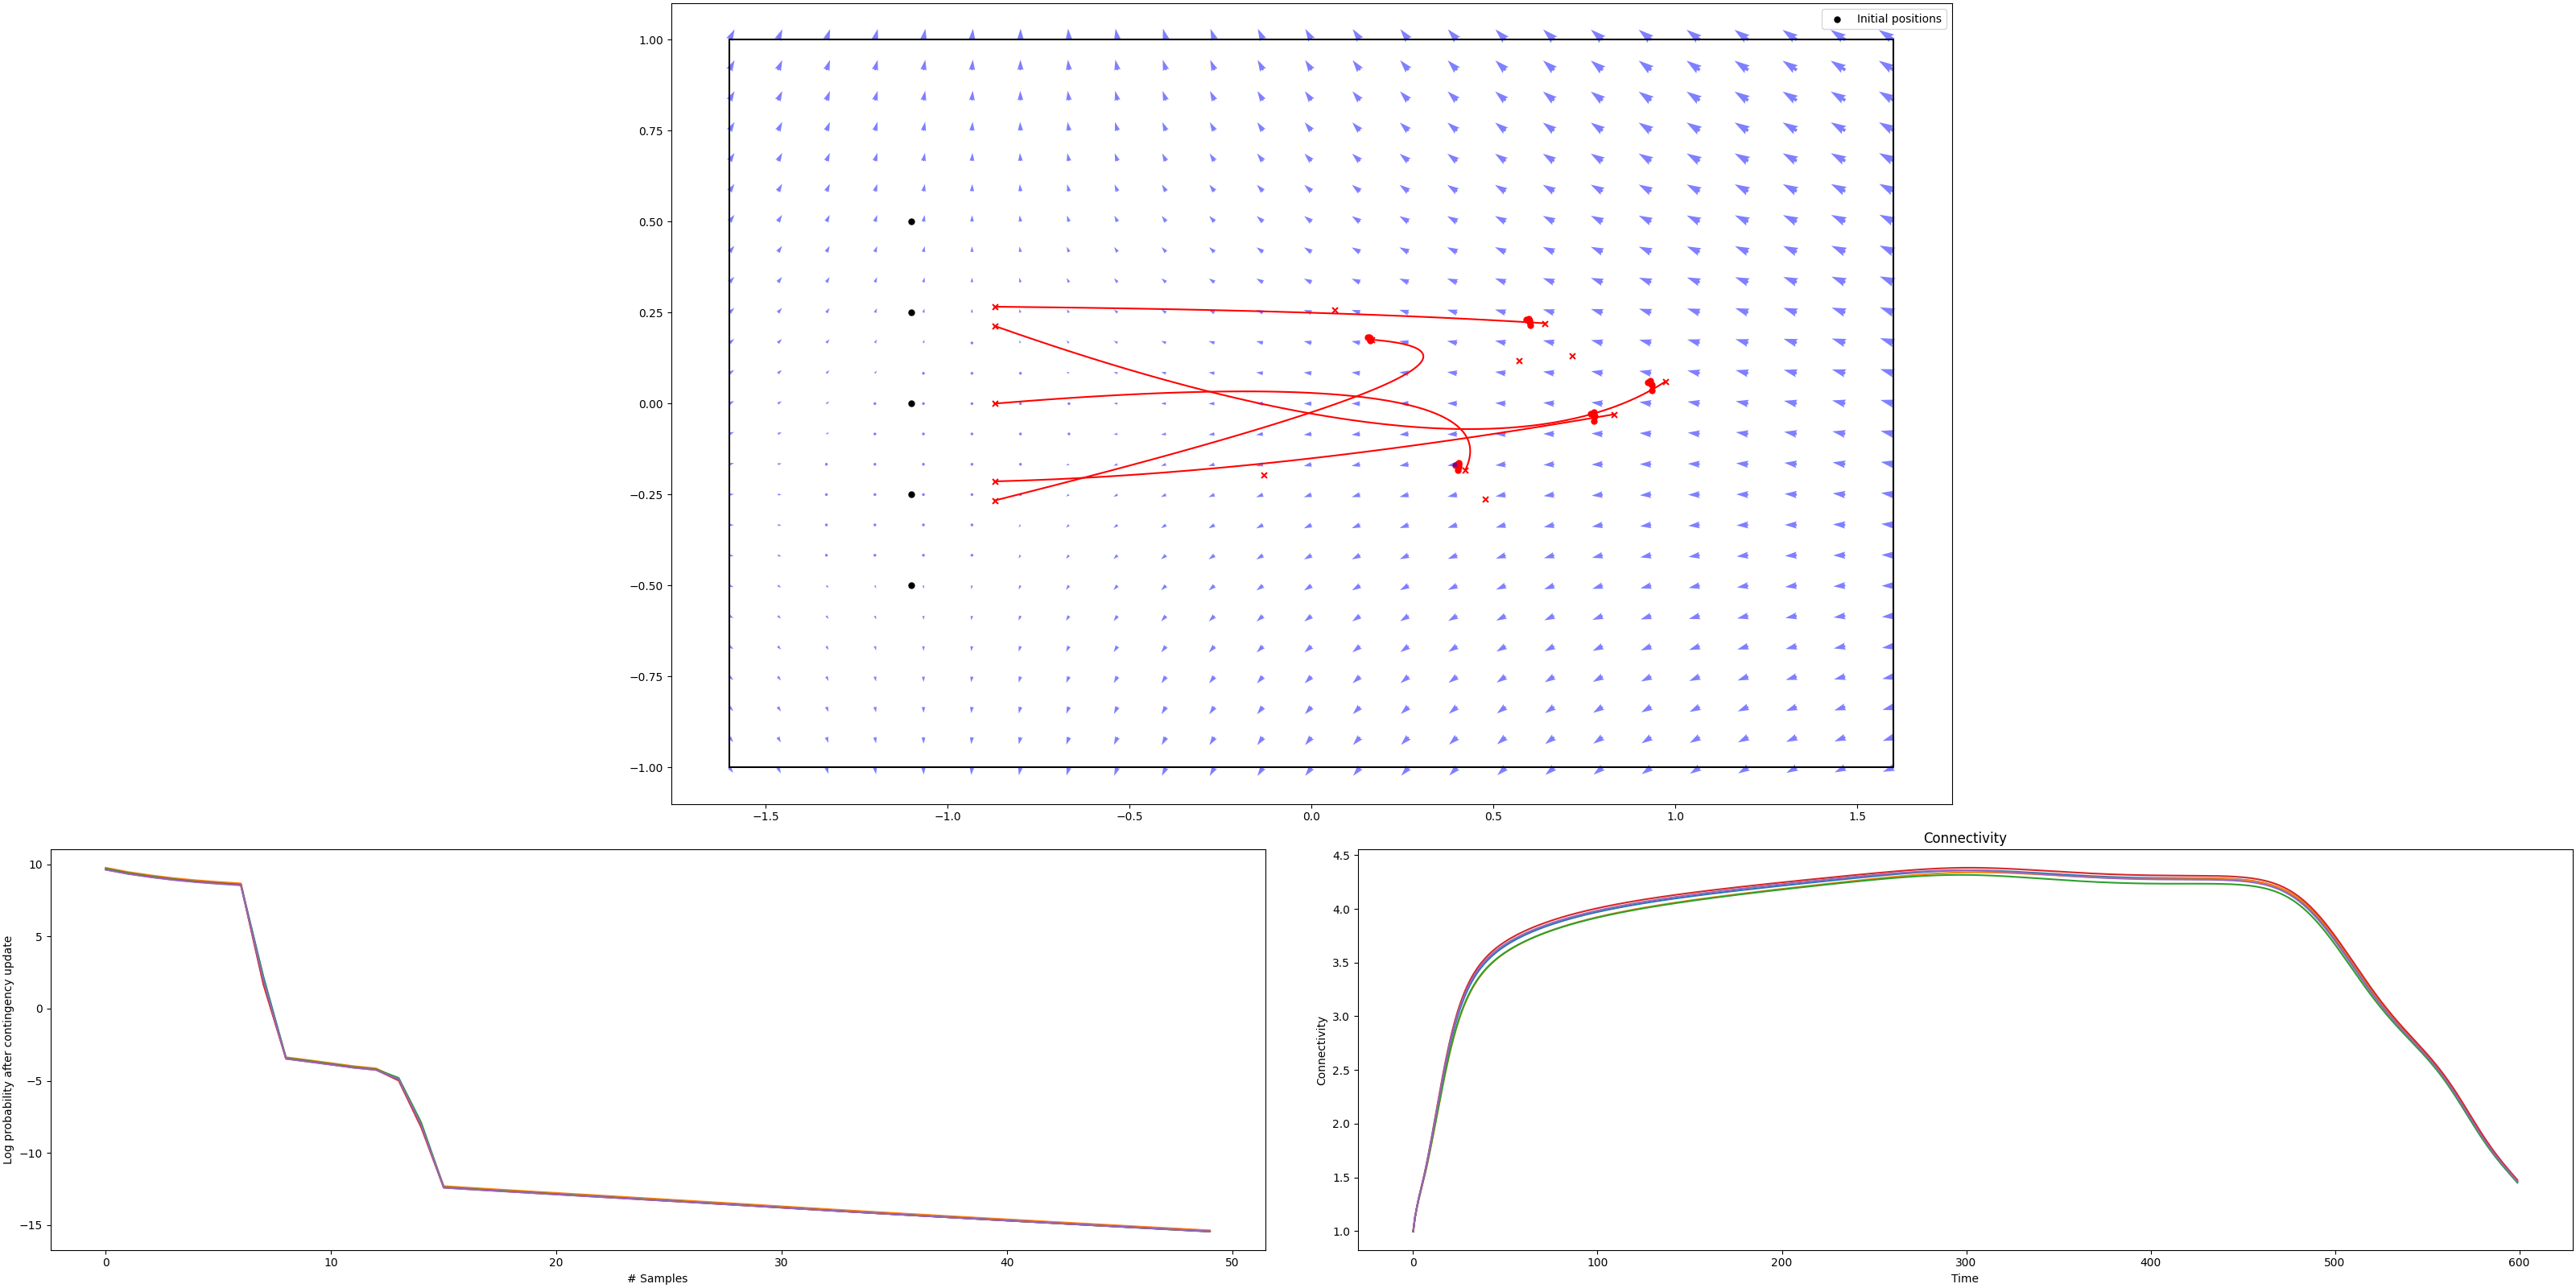 Initial positions
1.00
0.75
0.50
0.25
0.00
−0.25
−0.50
−0.75
−1.00
−1.5 −1.0 −0.5 0.0 0.5 1.0 1.5
Log probability after contingency update
10
5
0
−5
−10
−15
0 10 20 30 40 50
# Samples
Connectivity
Connectivity
4.5
4.0
3.5
3.0
2.5
2.0
1.5
1.0
0 100 200 300 400 500 600
Time